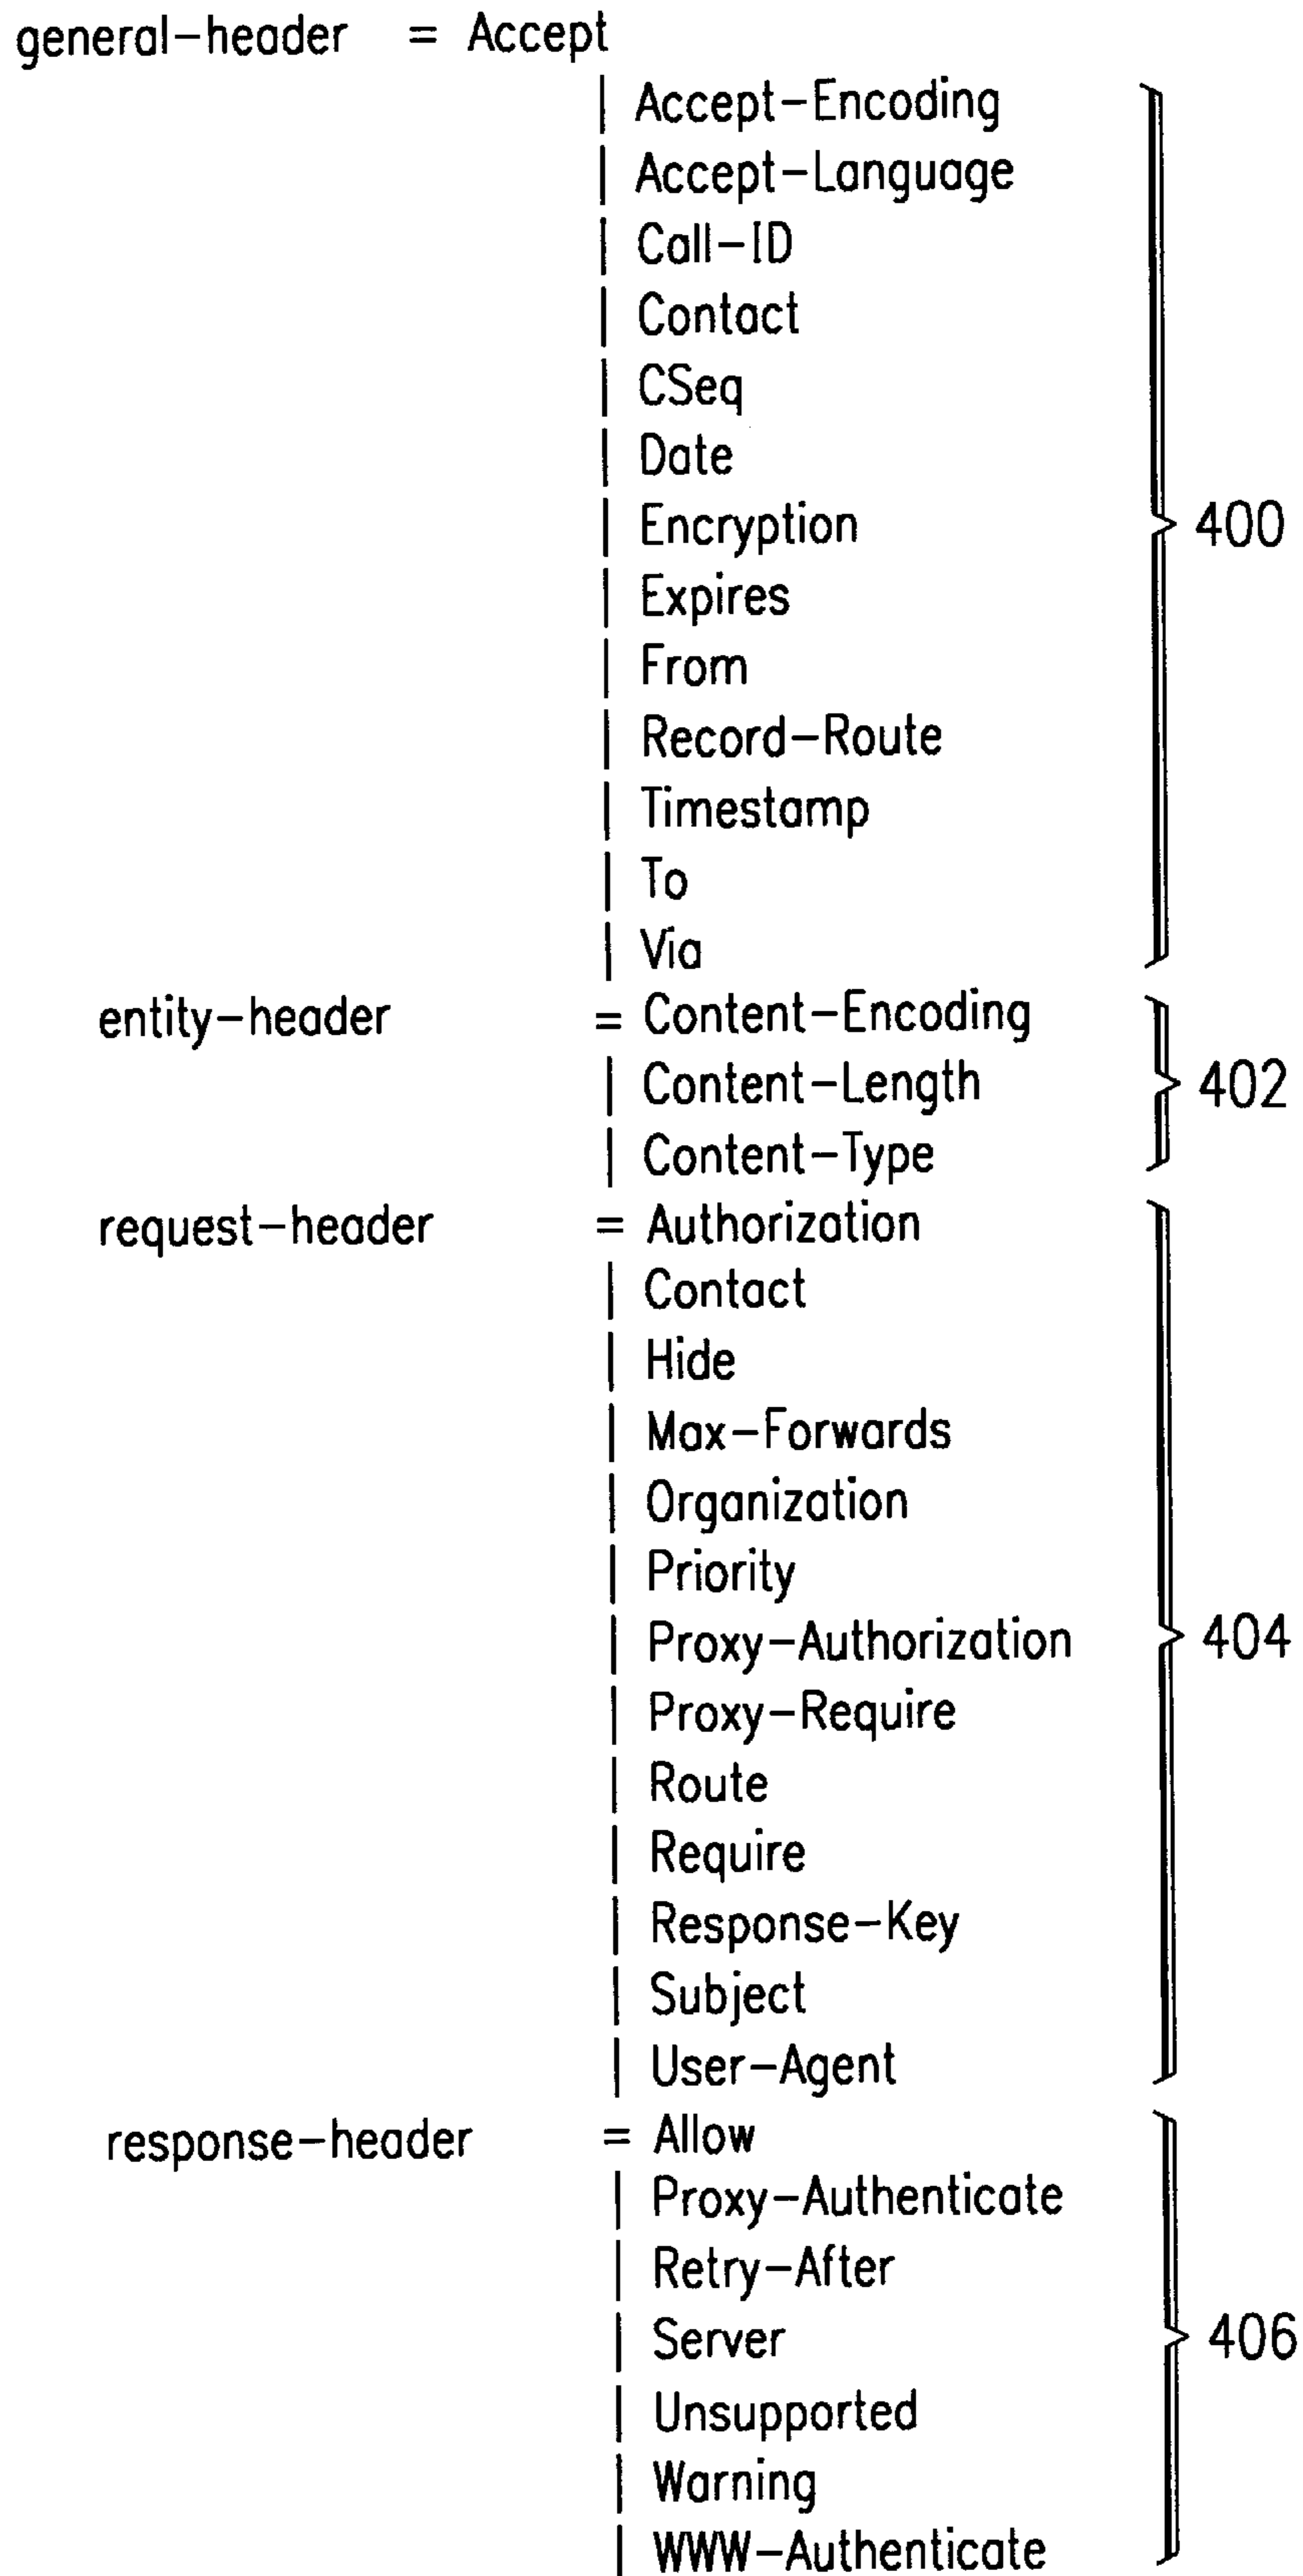 general-header = Accept
| Accept-Encoding
| Accept-Language
| Call-ID
| Contact
| CSeq
| Date
| Encryption
400
| Expires
| From
| Record-Route
| Timestamp
| To
| Via
entity-header = Content-Encoding
| Content-Length
402
| Content-Type
request-header = Authorization
| Contact
| Hide
| Max-Forwards
| Organization
| Priority
| Proxy-Authorization
404
| Proxy-Require
| Route
| Require
| Response-Key
| Subject
| User-Agent
response-header = Allow
| Proxy-Authenticate
| Retry-After
| Server
406
| Unsupported
| Warning
| WWW-Authenticate